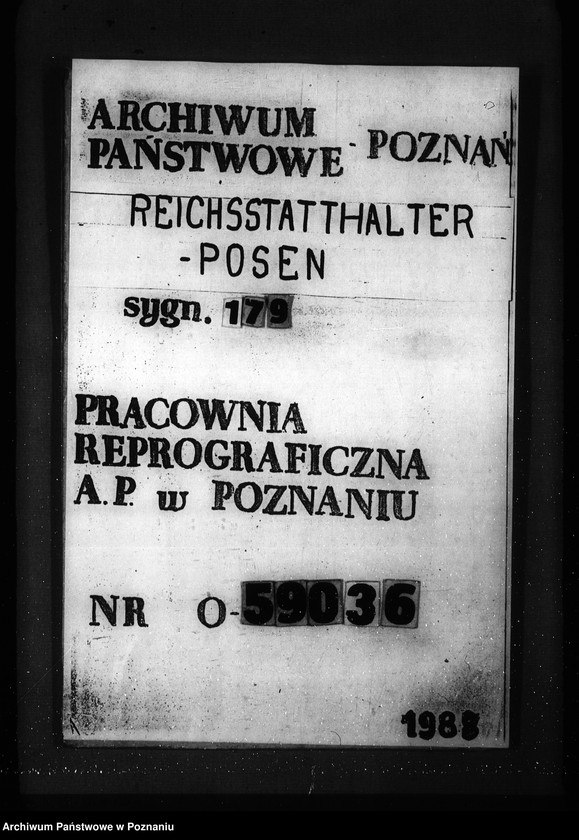 ARCHIWUM
PAŃSTWOWE - POZNAŃ
REICHSSTATTHALTER
-POSEN
sygn. 179
PRACOWNIA
REPROGRAFICZNA
A.P. w POZNANIU
NR O-59036
1988
Archiwum Państwowe w Poznaniu